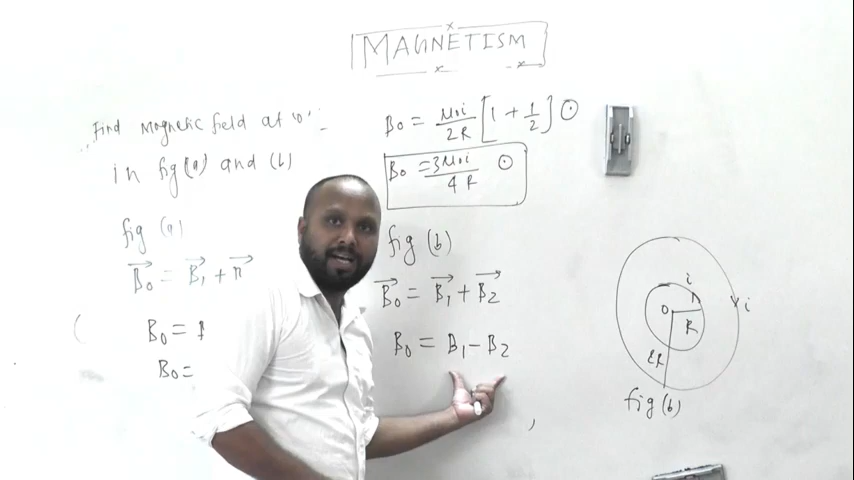 MAGNETISM
Find Magnetic field at 'o'
in fig(a) and (b)
fig (a)
B₀ = B₁ +
B₀ =
B₀ =
B₀ = μ₀i/2R [1 + 1/2] ⊙
B₀ = 3μ₀i/4R ⊙
fig (b)
B₀ = B₁ + B₂
B₀ = B₁ - B₂
i
O
R
i
2R
fig (b)